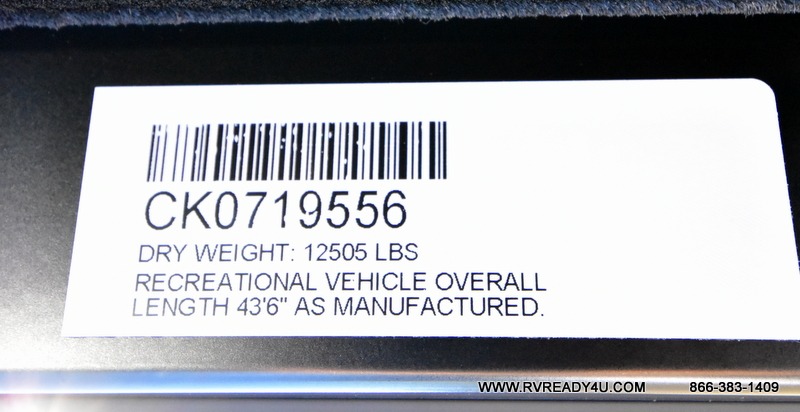 CK0719556
DRY WEIGHT: 12505 LBS
RECREATIONAL VEHICLE OVERALL
LENGTH 43'6" AS MANUFACTURED.
WWW.RVREADY4U.COM 866-383-1409